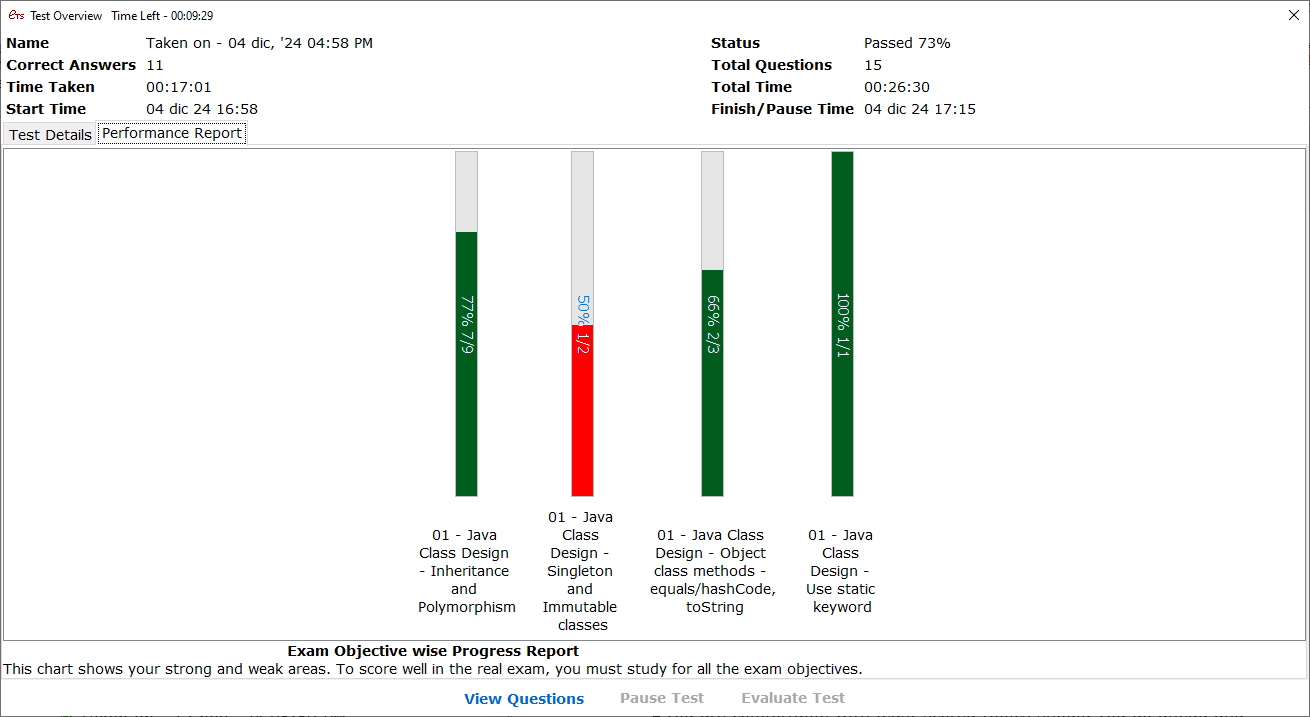 ETS Test Overview Time Left - 00:09:29
Name Taken on - 04 dic, '24 04:58 PM Status Passed 73%
Correct Answers 11 Total Questions 15
Time Taken 00:17:01 Total Time 00:26:30
Start Time 04 dic 24 16:58 Finish/Pause Time 04 dic 24 17:15
Test Details Performance Report
77% 7/9
50% 1/2
66% 2/3
100% 1/1
01 - Java
Class Design
- Inheritance
and
Polymorphism
01 - Java
Class
Design -
Singleton
and
Immutable
classes
01 - Java Class
Design - Object
class methods -
equals/hashCode,
toString
01 - Java
Class
Design -
Use static
keyword
Exam Objective wise Progress Report
This chart shows your strong and weak areas. To score well in the real exam, you must study for all the exam objectives.
View Questions Pause Test Evaluate Test